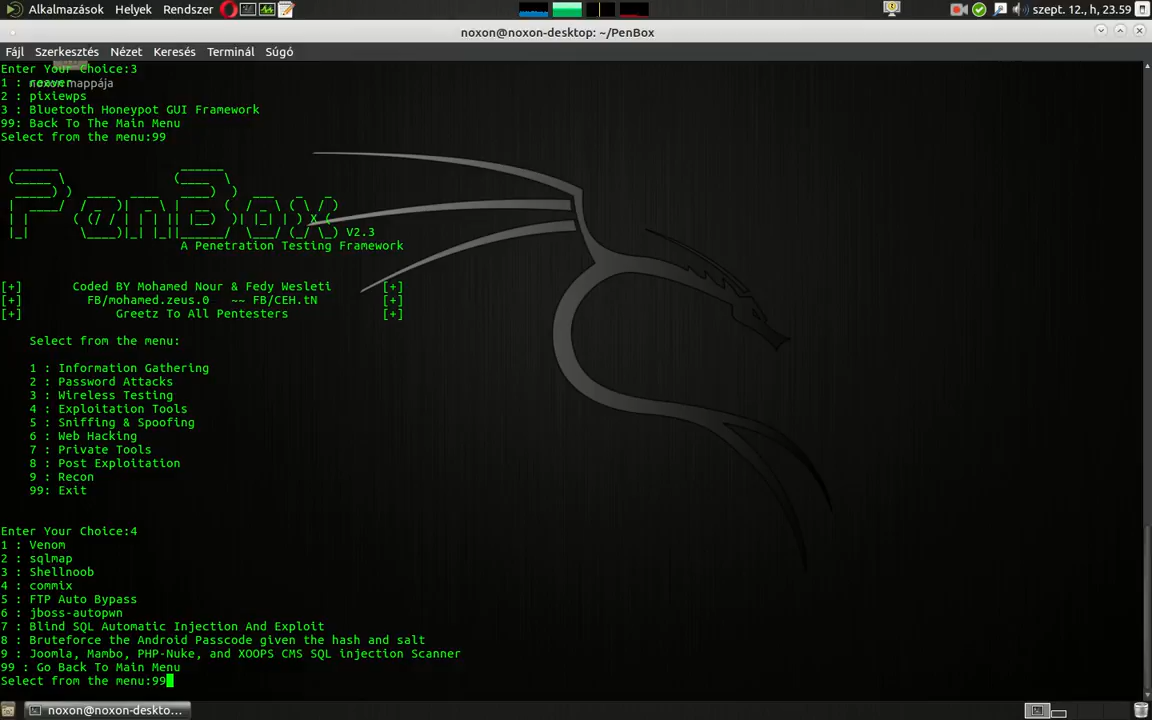 Alkalmazások Helyek Rendszer szept. 12., h, 23.59
noxon@noxon-desktop: ~/PenBox
Fájl Szerkesztés Nézet Keresés Terminál Súgó
Enter Your Choice:3
1 : reaver
noxon mappája
2 : pixiewps
3 : Bluetooth Honeypot GUI Framework
99: Back To The Main Menu
Select from the menu:99
PenBox
V2.3
A Penetration Testing Framework
[+] Coded BY Mohamed Nour & Fedy Wesleti [+]
[+] FB/mohamed.zeus.0 ~~ FB/CEH.tN [+]
[+] Greetz To All Pentesters [+]
Select from the menu:
1 : Information Gathering
2 : Password Attacks
3 : Wireless Testing
4 : Exploitation Tools
5 : Sniffing & Spoofing
6 : Web Hacking
7 : Private Tools
8 : Post Exploitation
9 : Recon
99: Exit
Enter Your Choice:4
1 : Venom
2 : sqlmap
3 : Shellnoob
4 : commix
5 : FTP Auto Bypass
6 : jboss-autopwn
7 : Blind SQL Automatic Injection And Exploit
8 : Bruteforce the Android Passcode given the hash and salt
9 : Joomla, Mambo, PHP-Nuke, and XOOPS CMS SQL injection Scanner
99 : Go Back To Main Menu
Select from the menu:99
noxon@noxon-deskto...